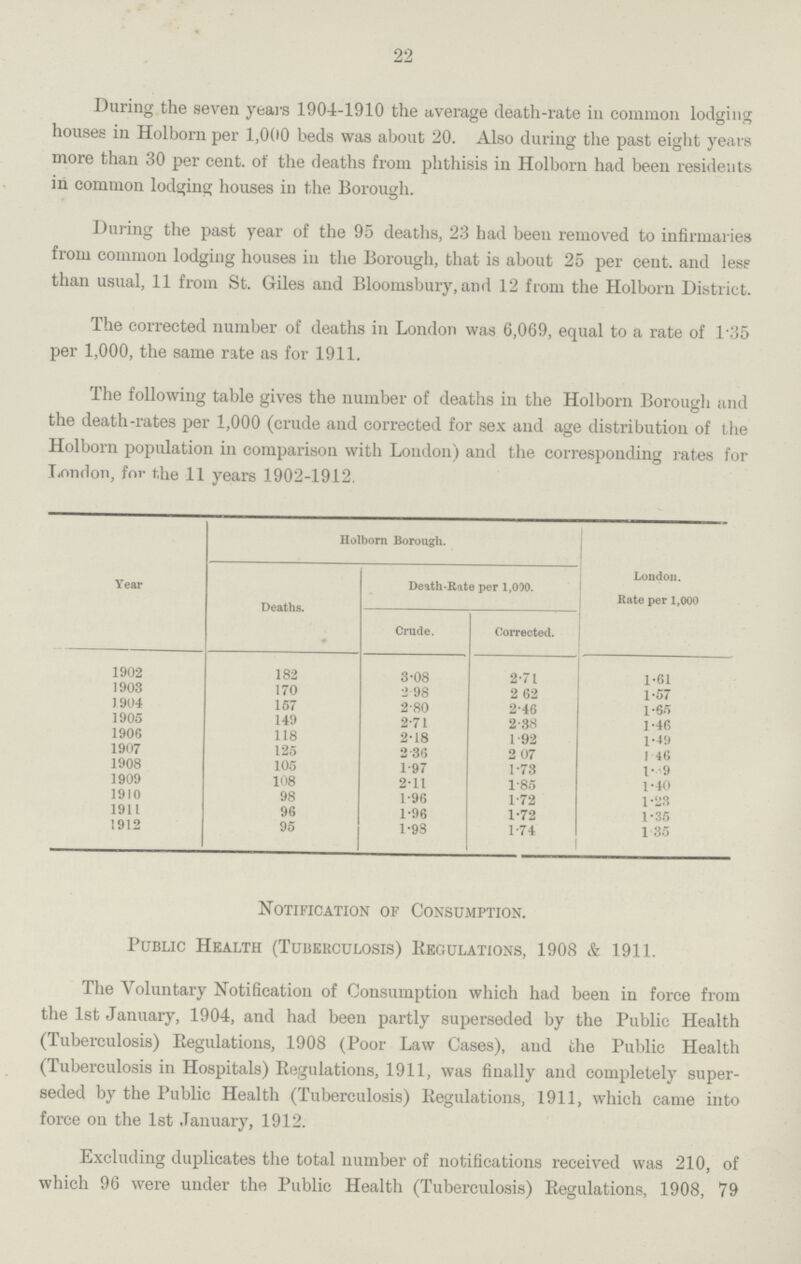 22
During the seven years 1904-1910 the average death-rate in common lodging
houses in Holborn per 1,000 beds was about 20. Also during the past eight years
more than 30 per cent. of the deaths from phthisis in Holborn had been residents
in common lodging houses in the Borough.
During the past year of the 95 deaths, 23 had been removed to infirmaries
from common lodging houses in the Borough, that is about 25 per cent. and less
than usual, 11 from St. Giles and Bloomsbury, and 12 from the Holborn District.
The corrected number of deaths in London was 6,069, equal to a rate of 1·35
per 1,000, the same rate as for 1911.
The following table gives the number of deaths in the Holborn Borough and
the death-rates per 1,000 (crude and corrected for sex and age distribution of the
Holborn population in comparison with London) and the corresponding rates for
London, for the 11 years 1902-1912.
Year
Holborn Borough.
London.
Rate per 1,000
Deaths.
Death-Rate per 1,000.
Crude.
Corrected.
1902 182 3·08 2·71 1·61
1903 170 2 98 2 62 1·57
1904 157 2·80 2·46 1·65
1905 149 2·71 2·38 1·46
1906 118 2·18 1 92 1·49
1907 125 2 36 2 07 1 46
1908 105 1·97 1·73
1909 108 2·11 1·85 1·40
1910 98 1·96 1·72 1·23
1911 96 1·96 1·72 1·35
1912 95 1·98 1·74 1 35
Notification of Consumption.
Public Health (Tuberculosis) Regulations, 1908 & 1911.
The Voluntary Notification of Consumption which had been in force from
the 1st January, 1904, and had been partly superseded by the Public Health
(Tuberculosis) Regulations, 1908 (Poor Law Cases), and the Public Health
(Tuberculosis in Hospitals) Regulations, 1911, was finally and completely super-
seded by the Public Health (Tuberculosis) Regulations, 1911, which came into
force on the 1st January, 1912.
Excluding duplicates the total number of notifications received was 210, of
which 96 were under the Public Health (Tuberculosis) Regulations, 1908, 79